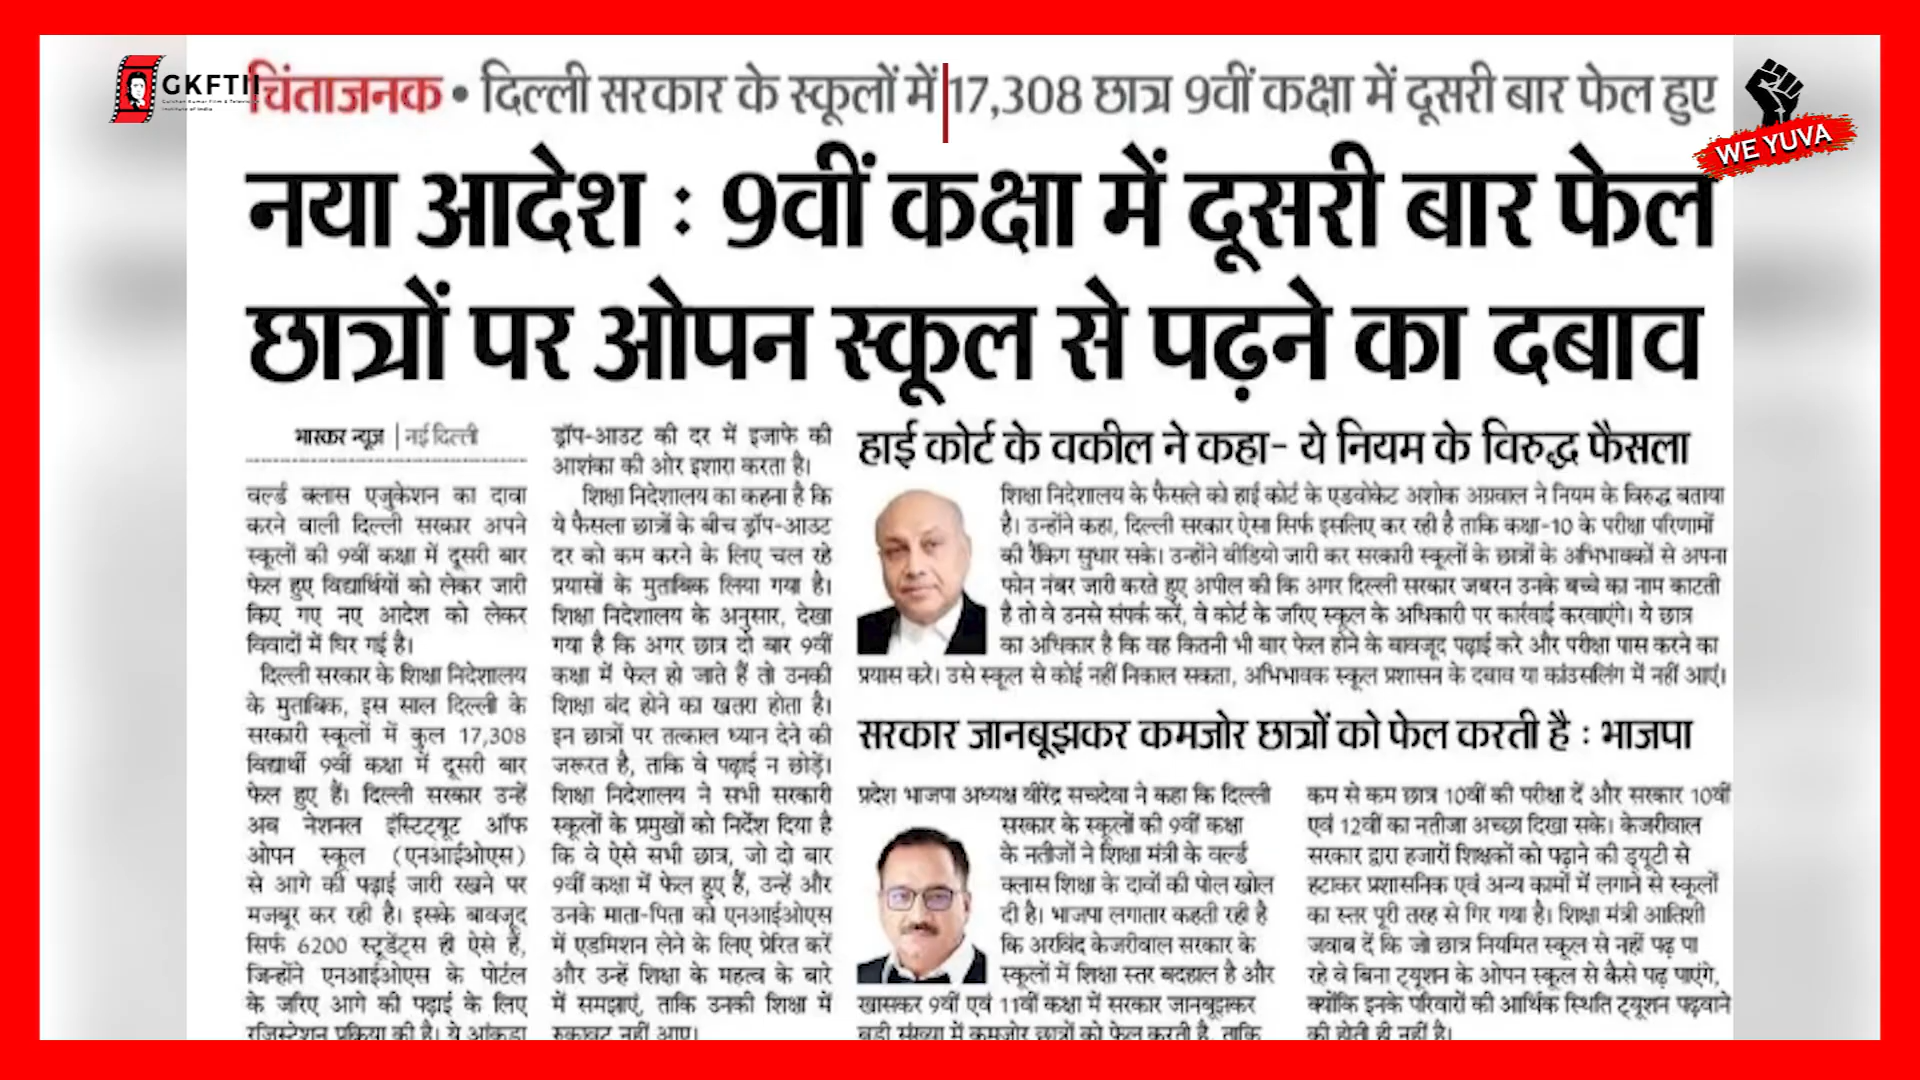 GKFTII
चिंताजनक • दिल्ली सरकार के स्कूलों में 17,308 छात्र 9वीं कक्षा में दूसरी बार फेल हुए
WE YUVA
नया आदेश : 9वीं कक्षा में दूसरी बार फेल
छात्रों पर ओपन स्कूल से पढ़ने का दबाव
भास्कर न्यूज | नई दिल्ली
वर्ल्ड क्लास एजुकेशन का दावा
करने वाली दिल्ली सरकार अपने
स्कूलों की 9वीं कक्षा में दूसरी बार
फेल हुए विद्यार्थियों को लेकर जारी
किए गए नए आदेश को लेकर
विवादों में घिर गई है।
दिल्ली सरकार के शिक्षा निदेशालय
के मुताबिक, इस साल दिल्ली के
सरकारी स्कूलों में कुल 17,308
विद्यार्थी 9वीं कक्षा में दूसरी बार
फेल हुए हैं। दिल्ली सरकार उन्हें
अब नेशनल इंस्टिट्यूट ऑफ
ओपन स्कूल (एनआईओएस)
से आगे की पढ़ाई जारी रखने पर
मजबूर कर रही है। इसके बावजूद
सिर्फ 6200 स्टूडेंट्स ही ऐसे हैं,
जिन्होंने एनआईओएस के पोर्टल
के जरिए आगे की पढ़ाई के लिए
रजिस्ट्रेशन प्रक्रिया की है। ये आंकड़ा
ड्रॉप-आउट की दर में इजाफे की
आशंका की ओर इशारा करता है।
शिक्षा निदेशालय का कहना है कि
ये फैसला छात्रों के बीच ड्रॉप-आउट
दर को कम करने के लिए चल रहे
प्रयासों के मुताबिक लिया गया है।
शिक्षा निदेशालय के अनुसार, देखा
गया है कि अगर छात्र दो बार 9वीं
कक्षा में फेल हो जाते हैं तो उनकी
शिक्षा बंद होने का खतरा होता है।
इन छात्रों पर तत्काल ध्यान देने की
जरूरत है, ताकि वे पढ़ाई न छोड़ें।
शिक्षा निदेशालय ने सभी सरकारी
स्कूलों के प्रमुखों को निर्देश दिया है
कि वे ऐसे सभी छात्र, जो दो बार
9वीं कक्षा में फेल हुए हैं, उन्हें और
उनके माता-पिता को एनआईओएस
में एडमिशन लेने के लिए प्रेरित करें
और उन्हें शिक्षा के महत्व के बारे
में समझाएं, ताकि उनकी शिक्षा में
रुकावट नहीं आए।
हाई कोर्ट के वकील ने कहा- ये नियम के विरुद्ध फैसला
शिक्षा निदेशालय के फैसले को हाई कोर्ट के एडवोकेट अशोक अग्रवाल ने नियम के विरुद्ध बताया
है। उन्होंने कहा, दिल्ली सरकार ऐसा सिर्फ इसलिए कर रही है ताकि कक्षा-10 के परीक्षा परिणामों
की रैंकिग सुधार सके। उन्होंने वीडियो जारी कर सरकारी स्कूलों के छात्रों के अभिभावकों से अपना
फोन नंबर जारी करते हुए अपील की कि अगर दिल्ली सरकार जबरन उनके बच्चे का नाम काटती
है तो वे उनसे संपर्क करें, वे कोर्ट के जरिए स्कूल के अधिकारी पर कार्रवाई करवाएंगे। ये छात्र
का अधिकार है कि वह कितनी भी बार फेल होने के बावजूद पढ़ाई करे और परीक्षा पास करने का
प्रयास करे। उसे स्कूल से कोई नहीं निकाल सकता, अभिभावक स्कूल प्रशासन के दबाव या कांउसलिंग में नहीं आएं।
सरकार जानबूझकर कमजोर छात्रों को फेल करती है : भाजपा
प्रदेश भाजपा अध्यक्ष वीरेंद्र सचदेवा ने कहा कि दिल्ली
सरकार के स्कूलों की 9वीं कक्षा
के नतीजों ने शिक्षा मंत्री के वर्ल्ड
क्लास शिक्षा के दावों की पोल खोल
दी है। भाजपा लगातार कहती रही है
कि अरविंद केजरीवाल सरकार के
स्कूलों में शिक्षा स्तर बदहाल है और
खासकर 9वीं एवं 11वीं कक्षा में सरकार जानबूझकर
बड़ी संख्या में कमजोर छात्रों को फेल करती है, ताकि
कम से कम छात्र 10वीं की परीक्षा दें और सरकार 10वीं
एवं 12वीं का नतीजा अच्छा दिखा सके। केजरीवाल
सरकार द्वारा हजारों शिक्षकों को पढ़ाने की ड्यूटी से
हटाकर प्रशासनिक एवं अन्य कामों में लगाने से स्कूलों
का स्तर पूरी तरह से गिर गया है। शिक्षा मंत्री आतिशी
जवाब दें कि जो छात्र नियमित स्कूल से नहीं पढ़ पा
रहे वे बिना ट्यूशन के ओपन स्कूल से कैसे पढ़ पाएंगे,
क्योंकि इनके परिवारों की आर्थिक स्थिति ट्यूशन पढ़वाने
की होती ही नहीं है।